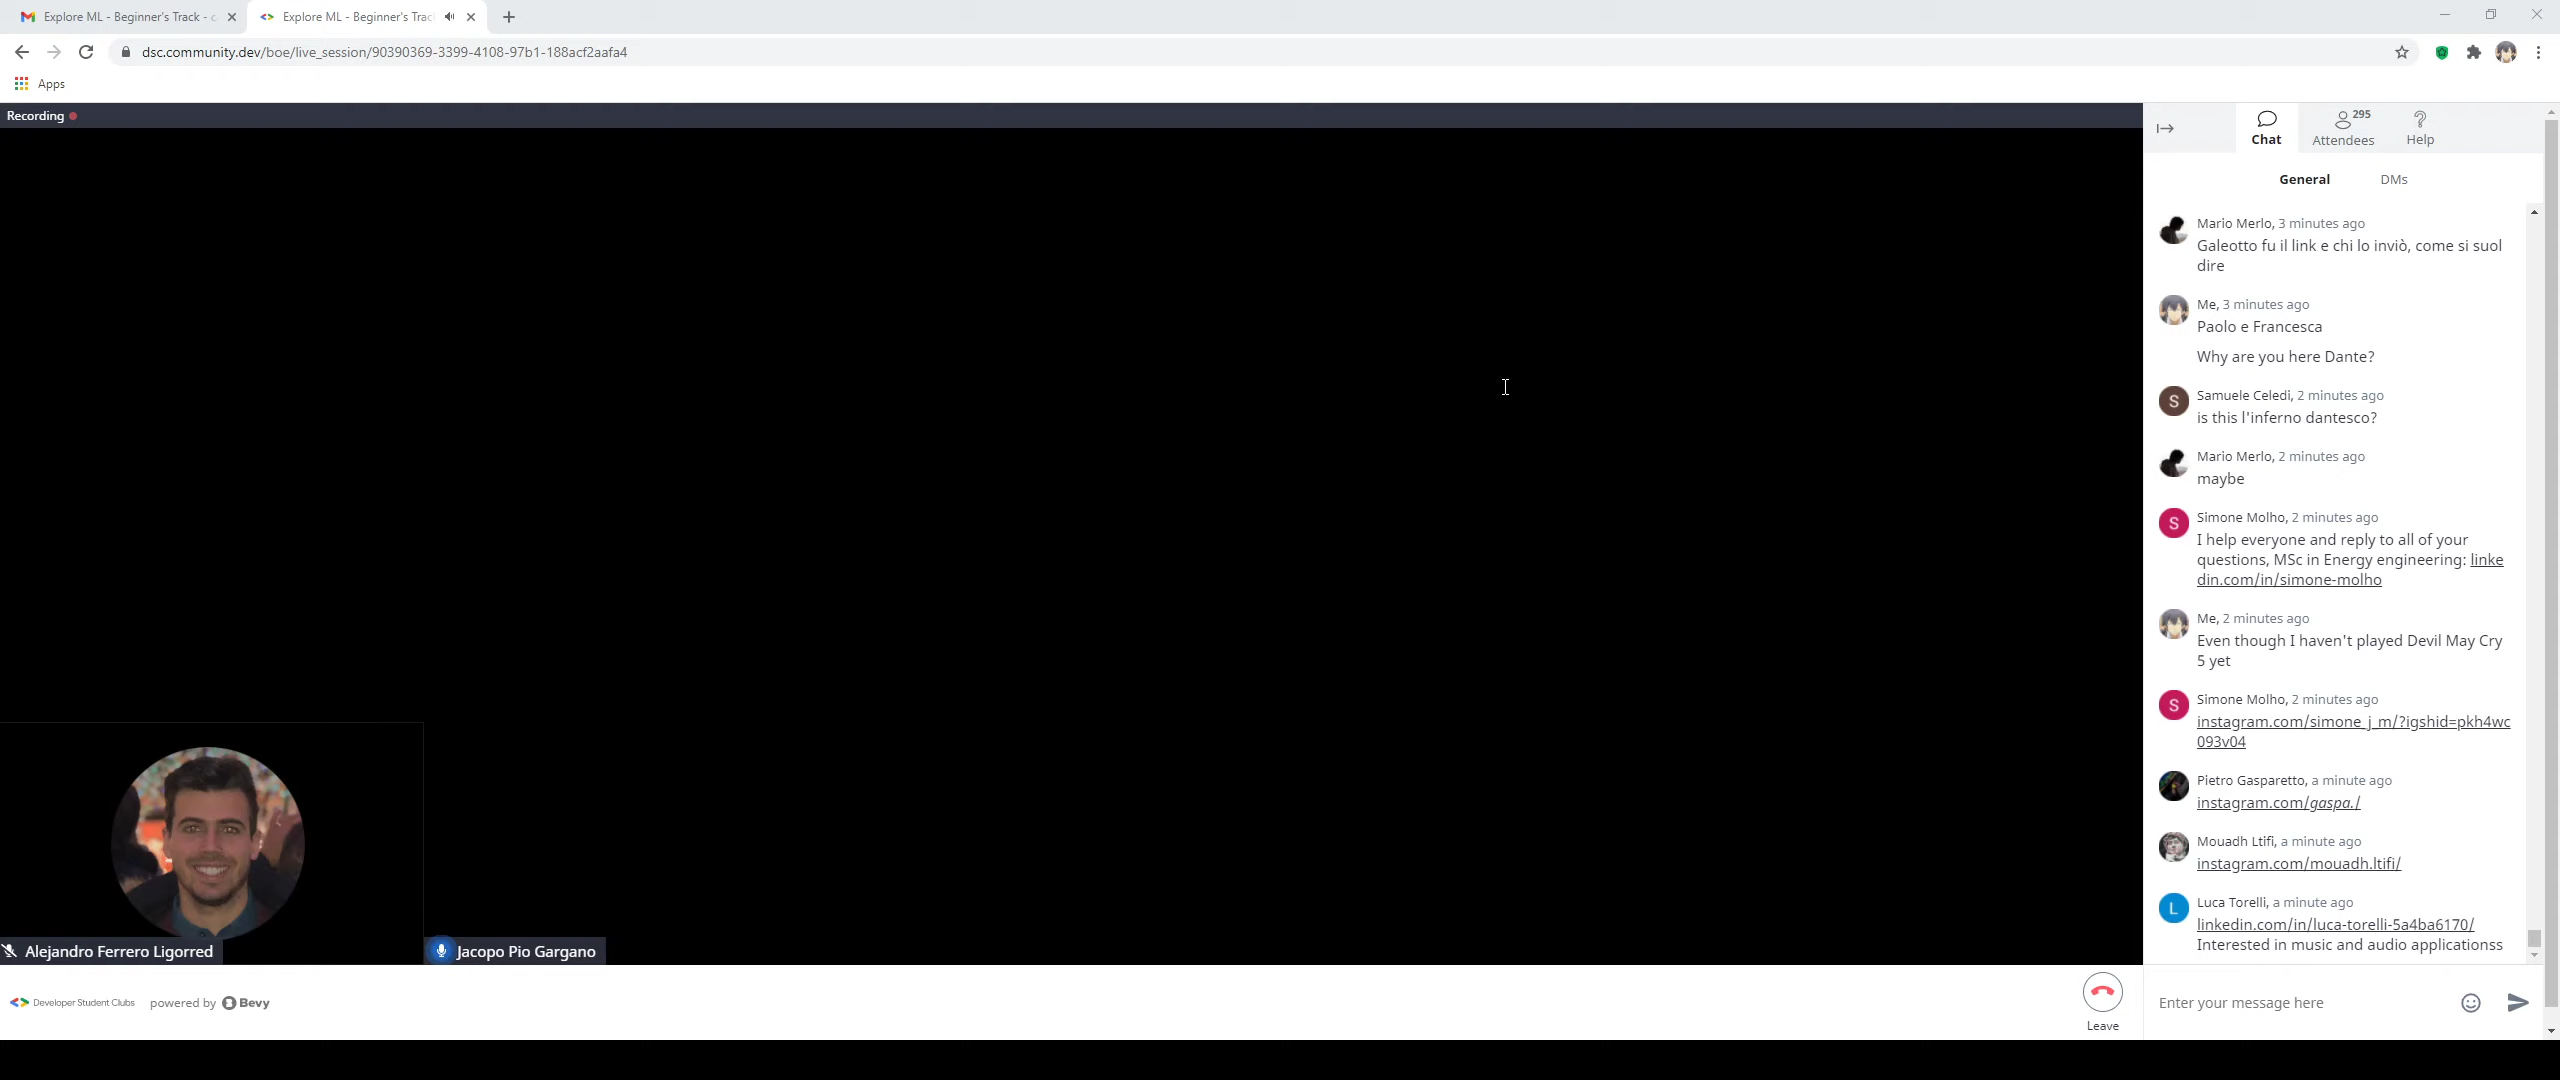 Explore ML - Beginner's Track -
Explore ML - Beginner's Trac
dsc.community.dev/boe/live_session/90390369-3399-4108-97b1-188acf2aafa4
Apps
Recording
Chat
295
Attendees
Help
General
DMs
Mario Merlo, 3 minutes ago
Galeotto fu il link e chi lo inviò, come si suol
dire
Me, 3 minutes ago
Paolo e Francesca
Why are you here Dante?
S
Samuele Celedi, 2 minutes ago
is this l'inferno dantesco?
Mario Merlo, 2 minutes ago
maybe
S
Simone Molho, 2 minutes ago
I help everyone and reply to all of your
questions, MSc in Energy engineering: linke
din.com/in/simone-molho
Me, 2 minutes ago
Even though I haven't played Devil May Cry
5 yet
S
Simone Molho, 2 minutes ago
instagram.com/simone_j_m/?igshid=pkh4wc
093v04
Pietro Gasparetto, a minute ago
instagram.com/gaspa./
Mouadh Ltifi, a minute ago
instagram.com/mouadh.ltifi/
L
Luca Torelli, a minute ago
linkedin.com/in/luca-torelli-5a4ba6170/
Interested in music and audio applicationss
Alejandro Ferrero Ligorred
Jacopo Pio Gargano
Developer Student Clubs
powered by Bevy
Leave
Enter your message here